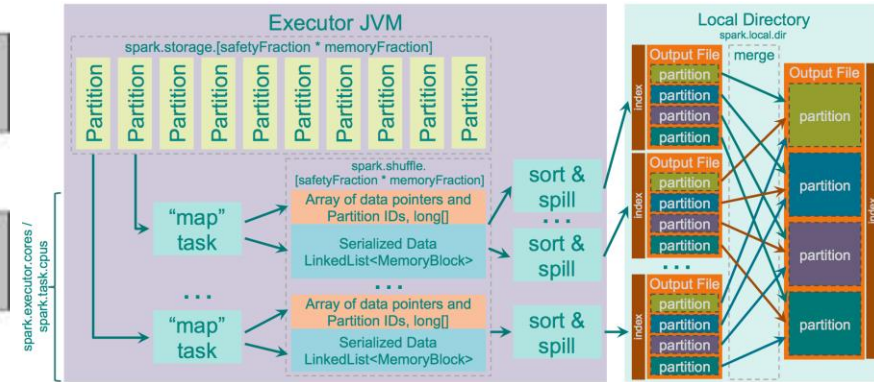 Executor JVM
spark.storage.[safetyFraction * memoryFraction]
Partition
Partition
Partition
Partition
Partition
Partition
Partition
Partition
Partition
Partition
spark.executor.cores /
spark.task.cpus
"map"
task
...
"map"
task
spark.shuffle.
[safetyFraction * memoryFraction]
Array of data pointers and
Partition IDs, long[]
Serialized Data
LinkedList<MemoryBlock>
...
Array of data pointers and
Partition IDs, long[]
Serialized Data
LinkedList<MemoryBlock>
sort &
spill
...
sort &
spill
sort &
spill
Local Directory
spark.local.dir
index
Output File
partition
partition
partition
partition
index
Output File
partition
partition
partition
partition
...
index
Output File
partition
partition
partition
partition
merge
Output File
partition
partition
partition
partition
index